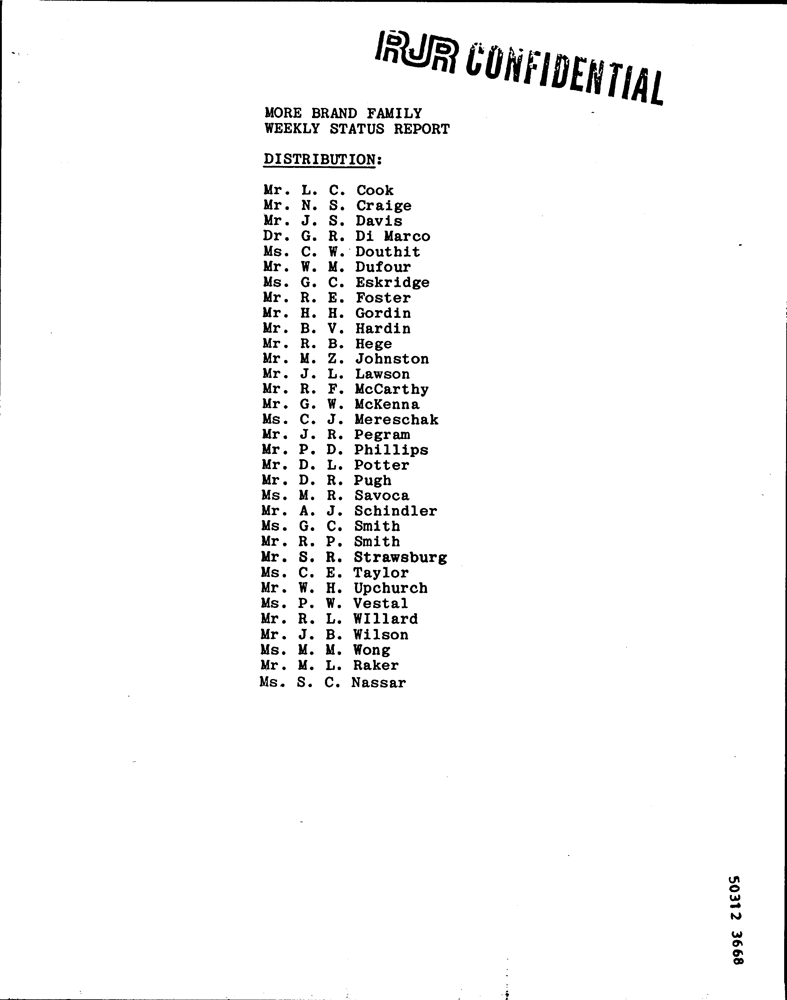 RJR CONFIDENTIAL
MORE BRAND FAMILY
WEEKLY STATUS REPORT
DISTRIBUTION:
Mr. L. C. Cook
Mr. N. S. Craige
Mr. J. S. Davis
Dr. G. R. Di Marco
Ms. C. W. Douthit
Mr. W. M. Dufour
Ms. G. C. Eskridge
Mr. R. E. Foster
Mr. H. H. Gordin
Mr. B. V. Hardin
Mr. R. B. Hege
Mr. M. Z. Johnston
Mr. J. L. Lawson
Mr. R. F. McCarthy
Mr. G. W. McKenna
Ms. C. J. Mereschak
Mr. J. R. Pegram
Mr. P. D. Phillips
Mr. D. L. Potter
Mr. D. R. Pugh
Ms. M. R. Savoca
Mr. A. J. Schindler
Ms. G. C. Smith
Mr. R. P. Smith
Mr. S. R. Strawsburg
Ms. C. E. Taylor
Mr. W. H. Upchurch
Ms. P. W. Vestal
Mr. R. L. WIllard
Mr. J. B. Wilson
Ms. M. M. Wong
Mr. M. L. Raker
Ms. S. C. Nassar
50312 3668